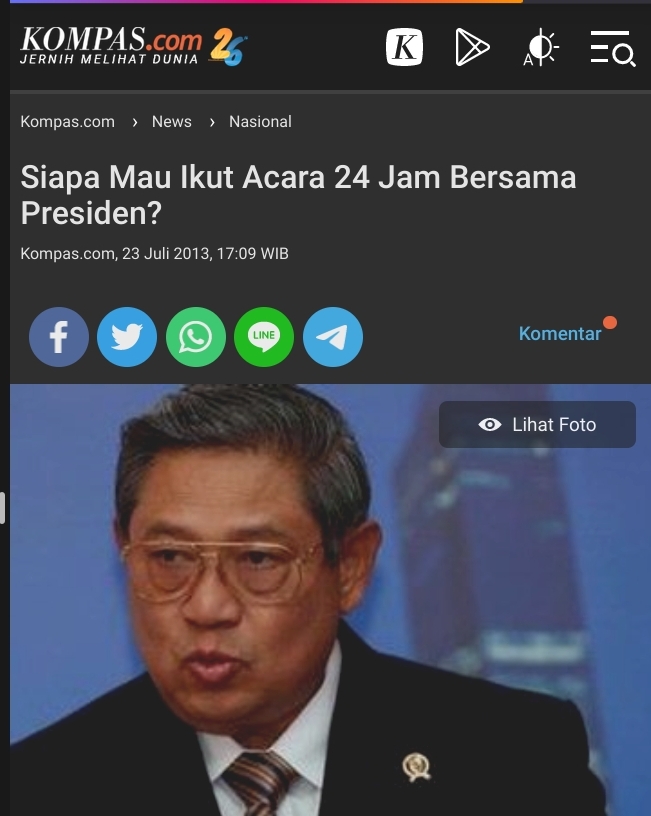 KOMPAS.com 26
JERNIH MELIHAT DUNIA
K
A
Kompas.com › News › Nasional
Siapa Mau Ikut Acara 24 Jam Bersama
Presiden?
Kompas.com, 23 Juli 2013, 17:09 WIB
f
LINE
Komentar
Lihat Foto